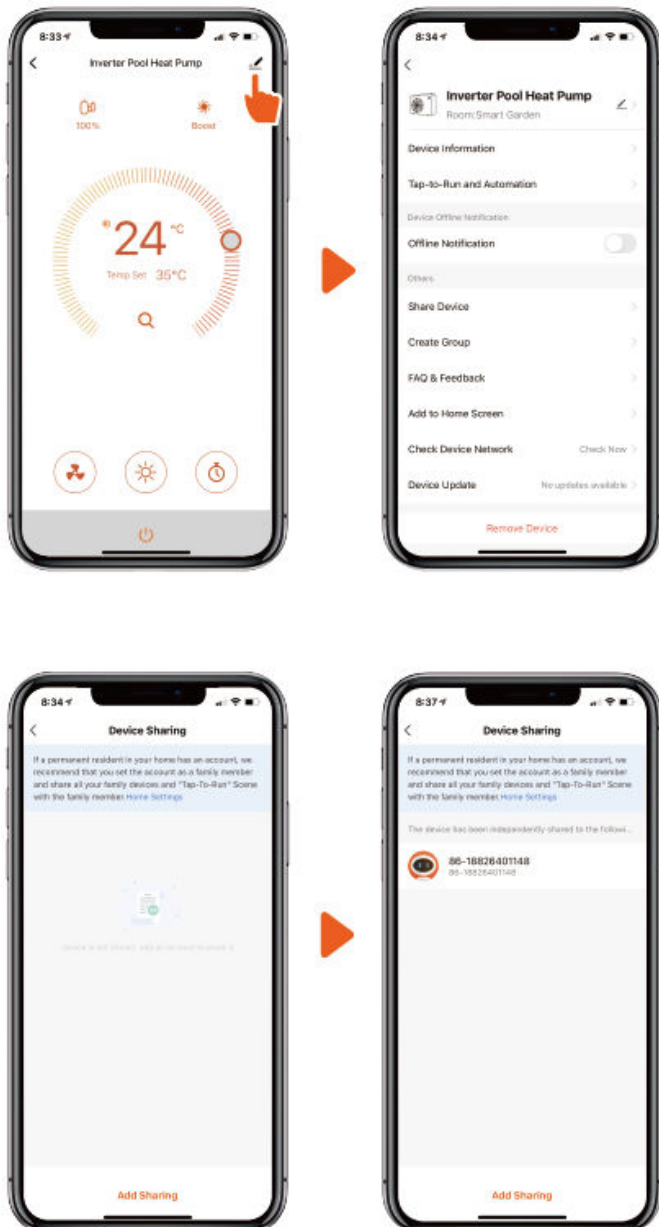 8:33
Inverter Pool Heat Pump
100%
Boost
24 °C
Temp Set 35°C
8:34
Inverter Pool Heat Pump
Room:Smart Garden
Device Information
Tap-to-Run and Automation
Device Offline Notification
Offline Notification
Others
Share Device
Create Group
FAQ & Feedback
Add to Home Screen
Check Device Network
Check Now
Device Update
No updates available
Remove Device
8:34
Device Sharing
If a permanent resident in your home has an account, we
recommend that you set the account as a family member
and share all your family devices and "Tap-To-Run" Scene
with the family member. Home Settings
Add Sharing
8:37
Device Sharing
If a permanent resident in your home has an account, we
recommend that you set the account as a family member
and share all your family devices and "Tap-To-Run" Scene
with the family member. Home Settings
The device has been independently shared to the followi...
86-18826401148
86-18826401148
Add Sharing